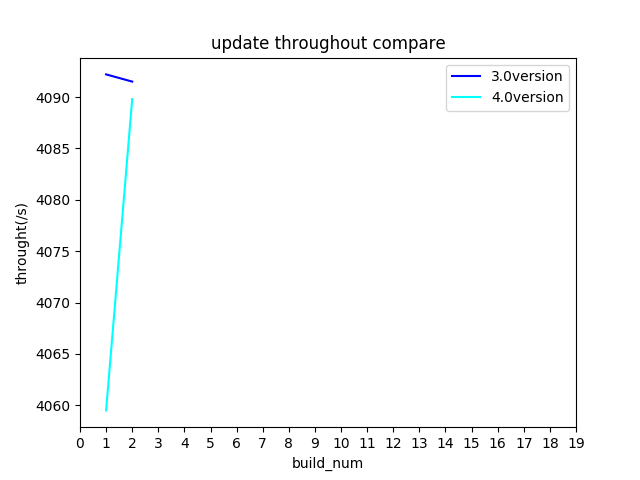 update throughout compare
3.0version
4.0version
4090
4085
4080
4075
4070
4065
4060
throught(/s)
0 1 2 3 4 5 6 7 8 9 10 11 12 13 14 15 16 17 18 19
build_num